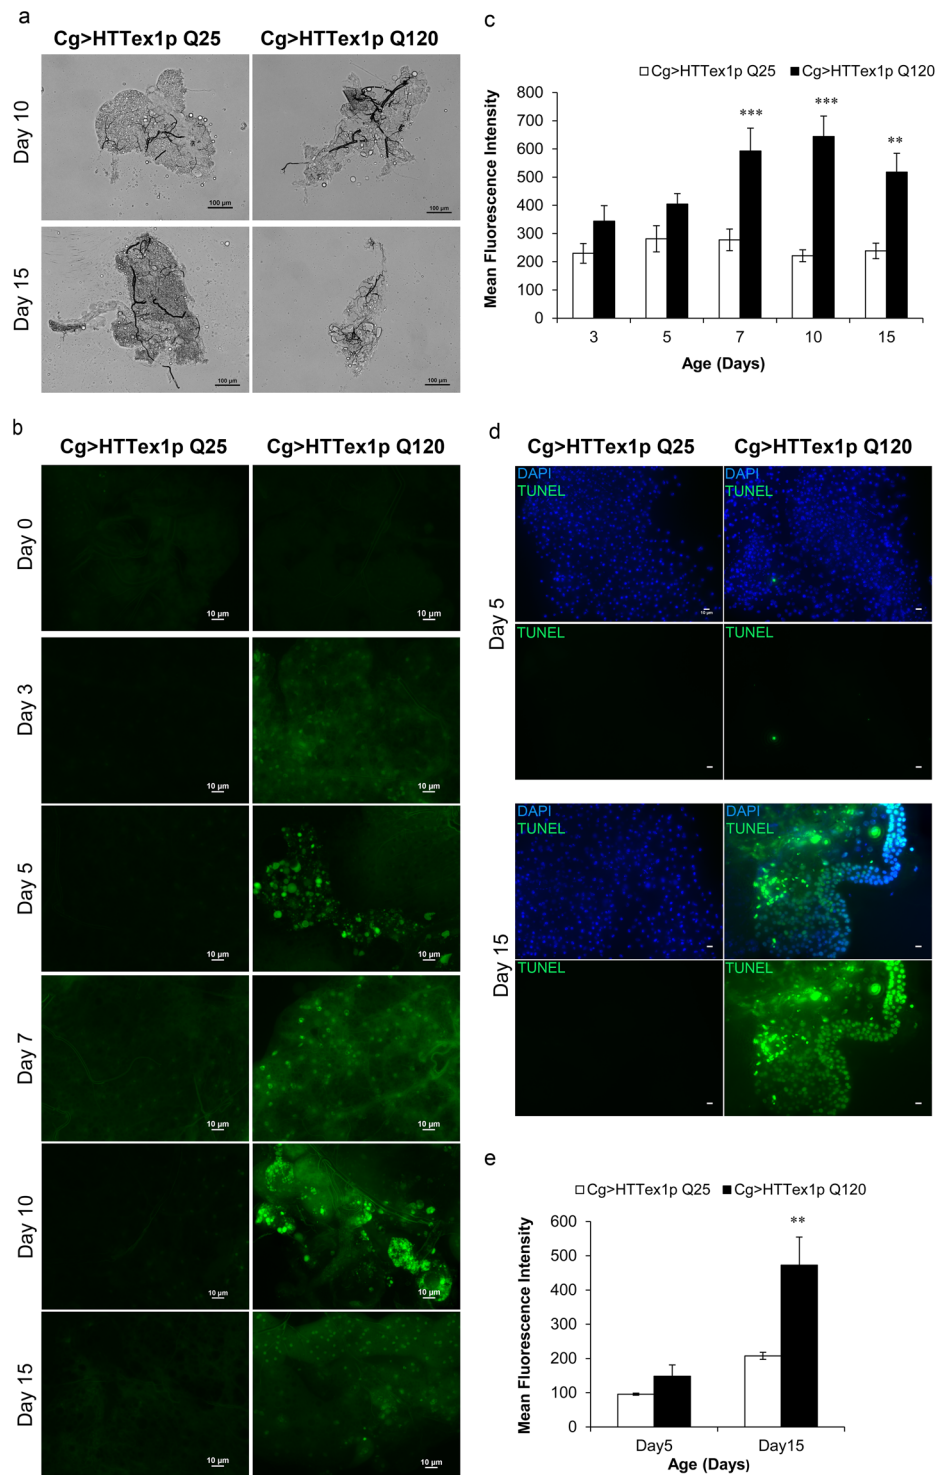 a
Cg>HTTex1p Q25 Cg>HTTex1p Q120
Day 10
100 µm 100 µm
Day 15
100 µm 100 µm
b
Cg>HTTex1p Q25 Cg>HTTex1p Q120
Day 0
10 µm 10 µm
Day 3
10 µm 10 µm
Day 5
10 µm 10 µm
Day 7
10 µm 10 µm
Day 10
10 µm 10 µm
Day 15
10 µm 10 µm
c
Cg>HTTex1p Q25 Cg>HTTex1p Q120
Mean Fluorescence Intensity
800
700
600
500
400
300
200
100
0
*** *** **
3 5 7 10 15
Age (Days)
d
Cg>HTTex1p Q25 Cg>HTTex1p Q120
Day 5
DAPI DAPI
TUNEL TUNEL
10 µm
TUNEL TUNEL
Day 15
DAPI DAPI
TUNEL TUNEL
TUNEL TUNEL
e
Cg>HTTex1p Q25 Cg>HTTex1p Q120
Mean Fluorescence Intensity
600
500
400
300
200
100
0
**
Day5 Day15
Age (Days)